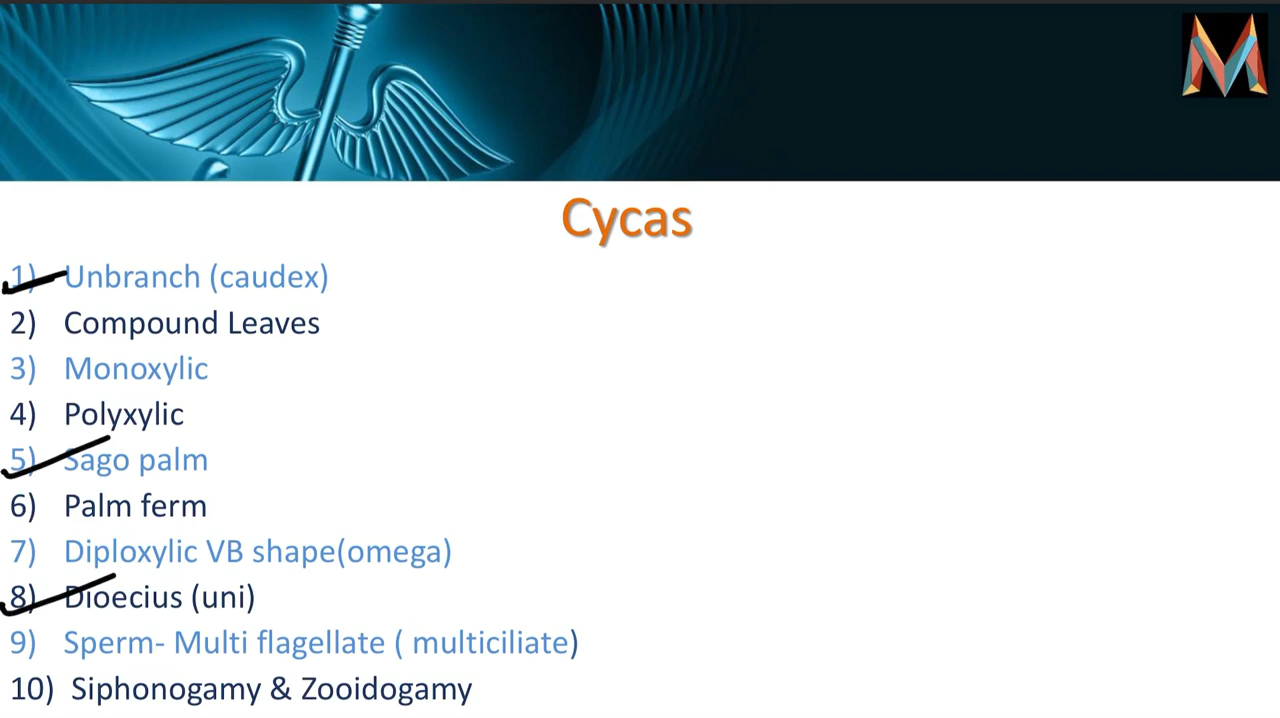 Cycas
1) Unbranch (caudex)
2) Compound Leaves
3) Monoxylic
4) Polyxylic
5) Sago palm
6) Palm ferm
7) Diploxylic VB shape(omega)
8) Dioecius (uni)
9) Sperm- Multi flagellate ( multiciliate)
10) Siphonogamy & Zooidogamy